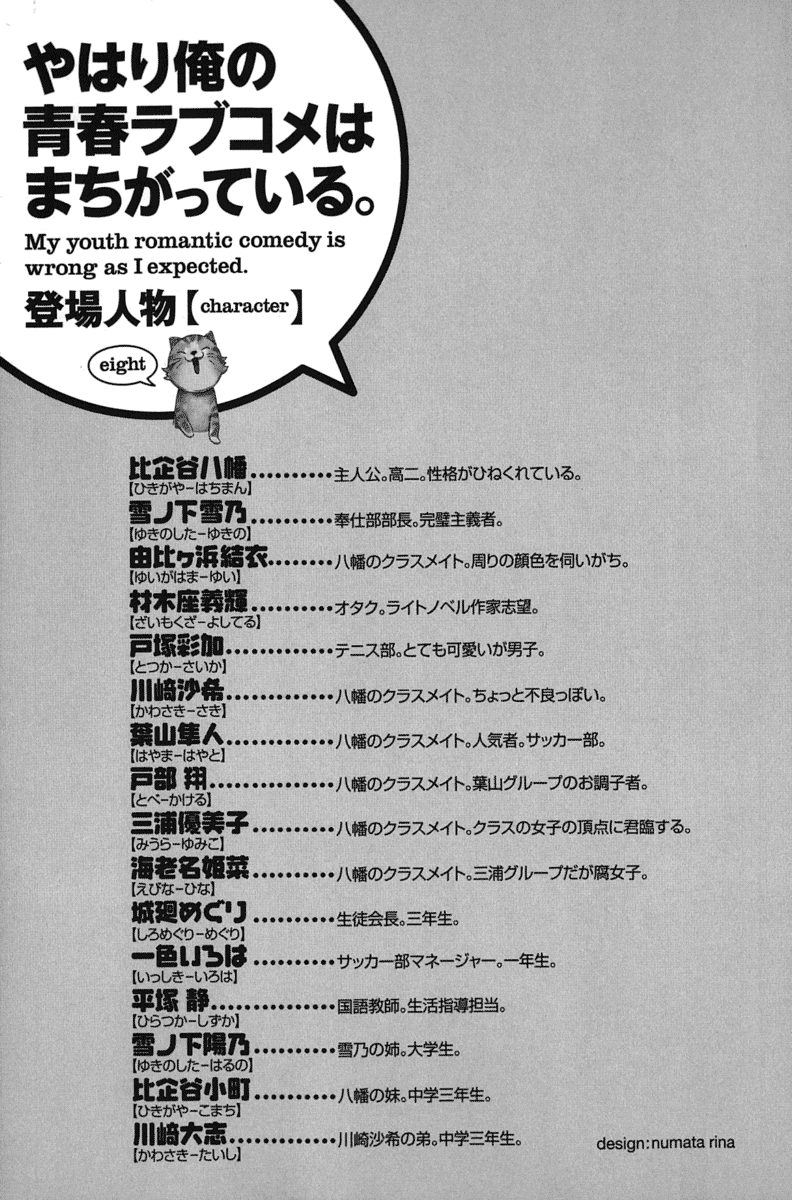 やはり俺の
青春ラブコメは
まちがっている。
My youth romantic comedy is
wrong as I expected.
登場人物【character】
eight
比企谷八幡..........主人公。高二。性格がひねくれている。
【ひきがや−はちまん】
雪ノ下雪乃..........奉仕部部長。完璧主義者。
【ゆきのした−ゆきの】
由比ヶ浜結衣........八幡のクラスメイト。周りの顔色を伺いがち。
【ゆいがはま−ゆい】
材木座義輝..........オタク。ライトノベル作家志望。
【ざいもくざ−よしてる】
戸塚彩加.............テニス部。とても可愛いが男子。
【とつか−さいか】
川﨑沙希.............八幡のクラスメイト。ちょっと不良っぽい。
【かわさき−さき】
葉山隼人.............八幡のクラスメイト。人気者。サッカー部。
【はやま−はやと】
戸部 翔...............八幡のクラスメイト。葉山グループのお調子者。
【とべ−かける】
三浦優美子..........八幡のクラスメイト。クラスの女子の頂点に君臨する。
【みうら−ゆみこ】
海老名姫菜..........八幡のクラスメイト。三浦グループだが腐女子。
【えびな−ひな】
城廻めぐり..........生徒会長。三年生。
【しろめぐり−めぐり】
一色いろは..........サッカー部マネージャー。一年生。
【いっしき−いろは】
平塚 静...............国語教師。生活指導担当。
【ひらつか−しずか】
雪ノ下陽乃..........雪乃の姉。大学生。
【ゆきのした−はるの】
比企谷小町..........八幡の妹。中学三年生。
【ひきがや−こまち】
川﨑大志.............川﨑沙希の弟。中学三年生。
【かわさき−たいし】
design:numata rina